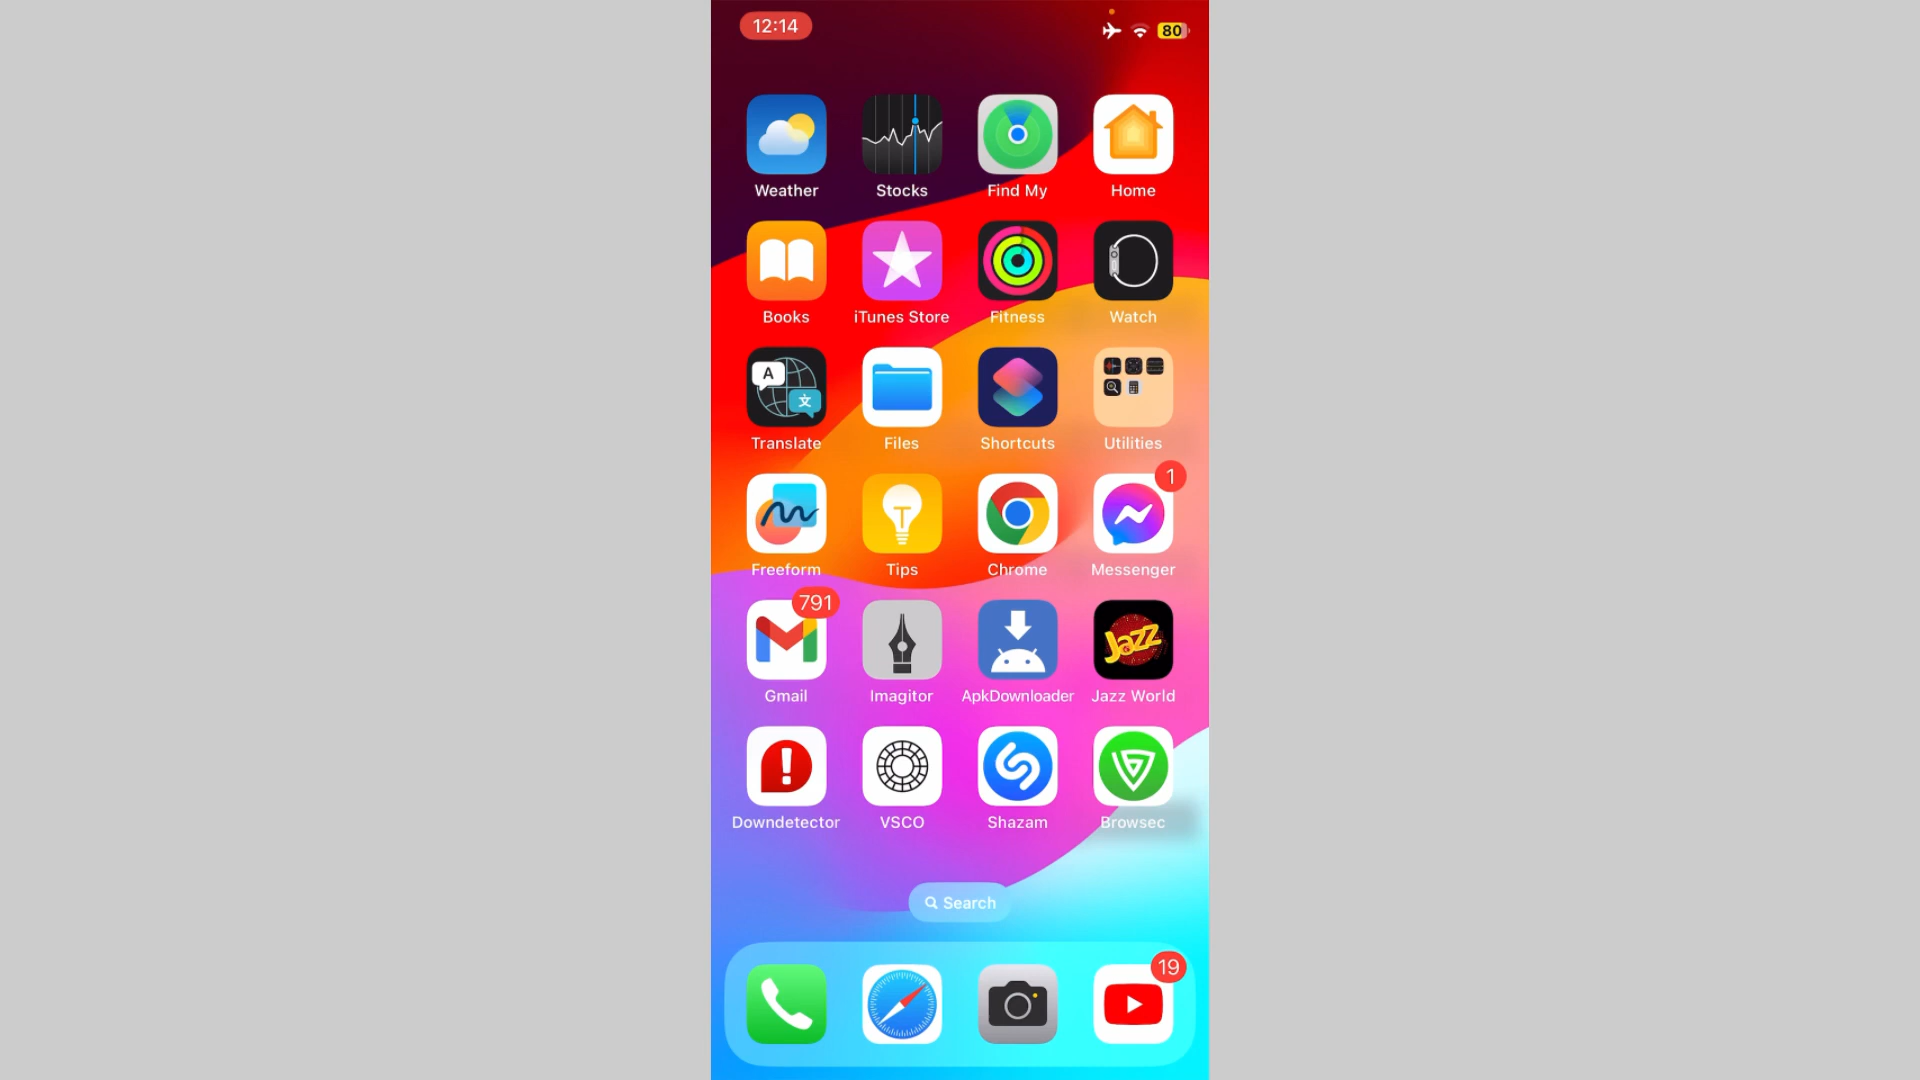 12:14
80
Weather
Stocks
Find My
Home
Books
iTunes Store
Fitness
Watch
A
文
Translate
Files
Shortcuts
Utilities
1
Freeform
Tips
Chrome
Messenger
791
Jazz
Gmail
Imagitor
ApkDownloader
Jazz World
Downdetector
VSCO
Shazam
Browsec
Search
19